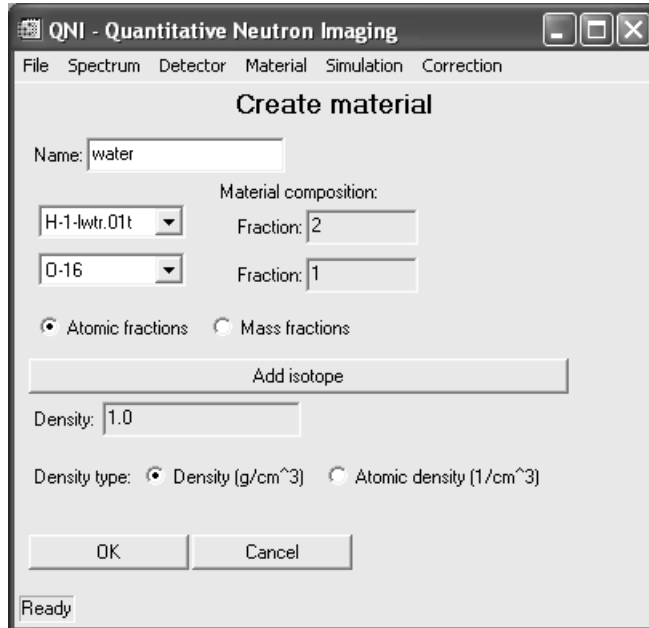 QNI - Quantitative Neutron Imaging
File Spectrum Detector Material Simulation Correction
Create material
Name: water
Material composition:
H-1-lwtr.01t Fraction: 2
O-16 Fraction: 1
Atomic fractions Mass fractions
Add isotope
Density: 1.0
Density type: Density (g/cm^3) Atomic density (1/cm^3)
OK Cancel
Ready